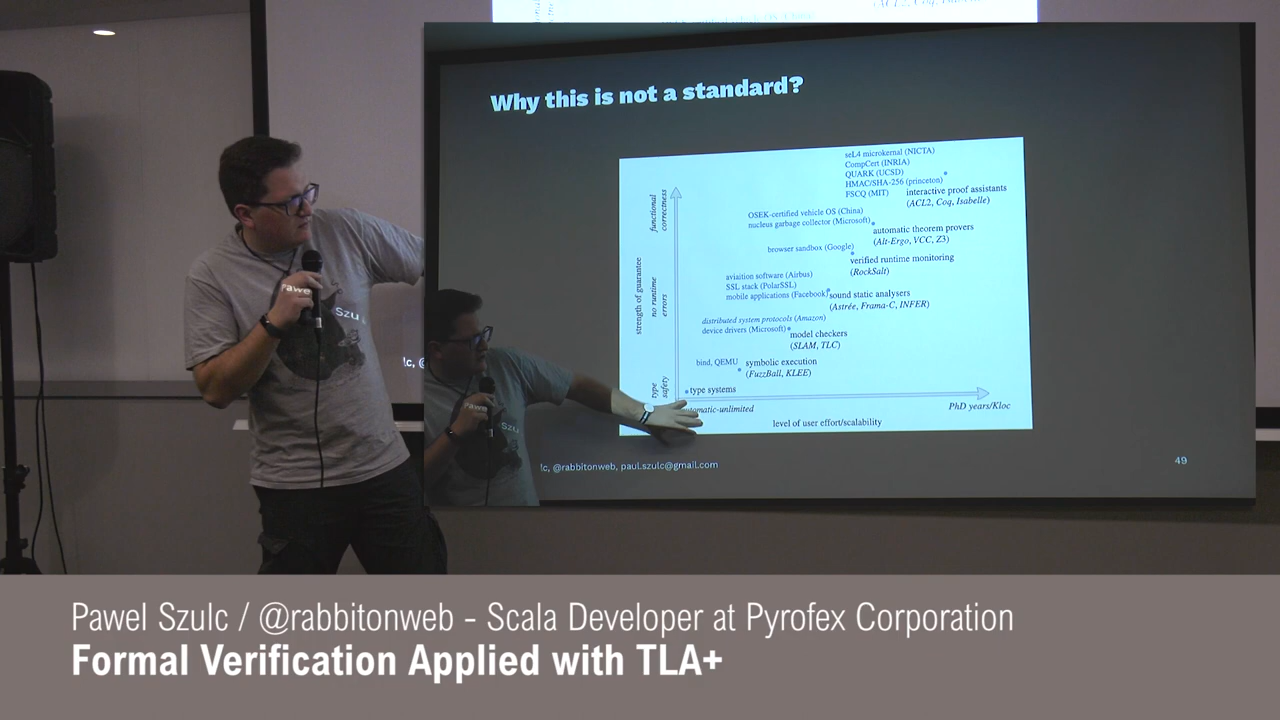 Why this is not a standard?
seL4 microkernal (NICTA)
CompCert (INRIA)
QUARK (UCSD)
HMAC/SHA-256 (princeton)
FSCQ (MIT)
interactive proof assistants
(ACL2, Coq, Isabelle)
functional
correctness
OSEK-certified vehicle OS (China)
nucleus garbage collector (Microsoft)
automatic theorem provers
(Alt-Ergo, VCC, Z3)
browser sandbox (Google)
verified runtime monitoring
(RockSalt)
strength of guarantee
no runtime
errors
aviaition software (Airbus)
SSL stack (PolarSSL)
mobile applications (Facebook)
sound static analysers
(Astrée, Frama-C, INFER)
distributed system protocols (Amazon)
device drivers (Microsoft)
model checkers
(SLAM, TLC)
bind, QEMU
symbolic execution
(FuzzBall, KLEE)
type
safety
type systems
automatic-unlimited
PhD years/Kloc
level of user effort/scalability
lc, @rabbitonweb, paul.szulc@gmail.com
49
Pawe
Szu
Pawe
Szu
Pawel Szulc / @rabbitonweb - Scala Developer at Pyrofex Corporation
Formal Verification Applied with TLA+